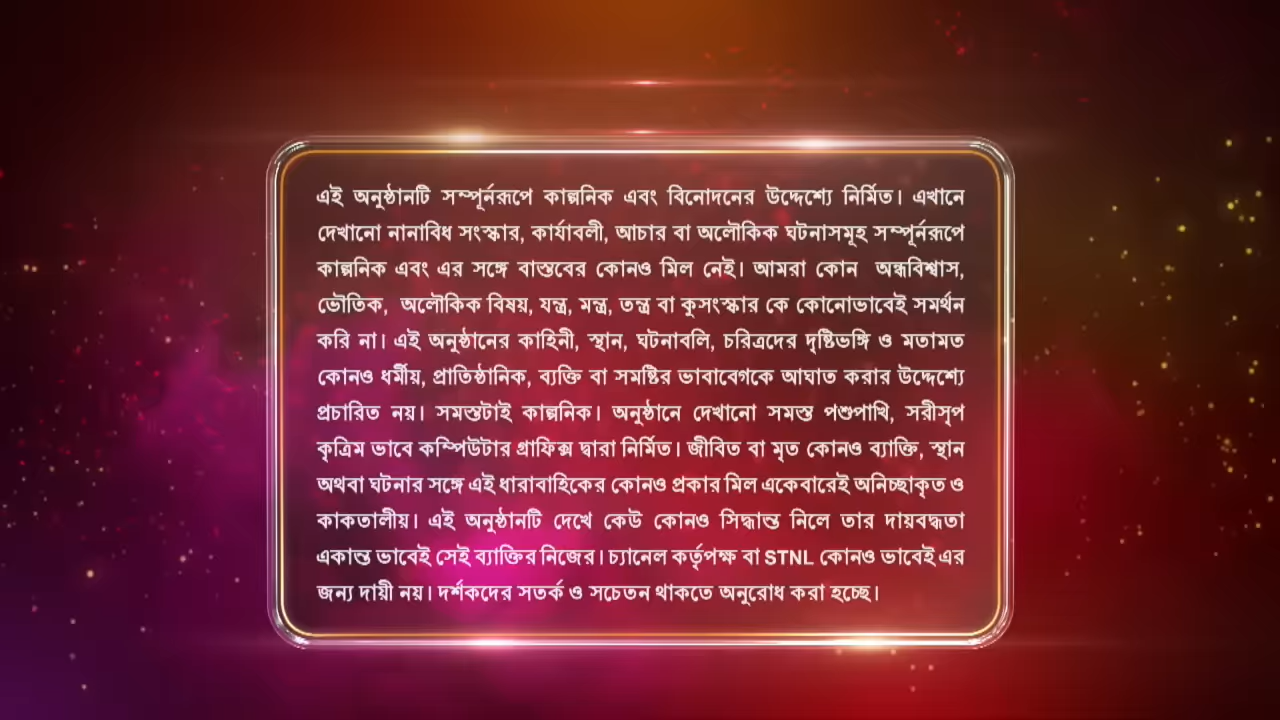 এই অনুষ্ঠানটি সম্পূর্নরূপে কাল্পনিক এবং বিনোদনের উদ্দেশ্যে নির্মিত। এখানে
দেখানো নানাবিধ সংস্কার, কার্যাবলী, আচার বা অলৌকিক ঘটনাসমূহ সম্পূর্নরূপে
কাল্পনিক এবং এর সঙ্গে বাস্তবের কোনও মিল নেই। আমরা কোন অন্ধবিশ্বাস,
ভৌতিক, অলৌকিক বিষয়, যন্ত্র, মন্ত্র, তন্ত্র বা কুসংস্কার কে কোনোভাবেই সমর্থন
করি না। এই অনুষ্ঠানের কাহিনী, স্থান, ঘটনাবলি, চরিত্রদের দৃষ্টিভঙ্গি ও মতামত
কোনও ধর্মীয়, প্রাতিষ্ঠানিক, ব্যক্তি বা সমষ্টির ভাবাবেগকে আঘাত করার উদ্দেশ্যে
প্রচারিত নয়। সমস্তটাই কাল্পনিক। অনুষ্ঠানে দেখানো সমস্ত পশুপাখি, সরীসৃপ
কৃত্রিম ভাবে কম্পিউটার গ্রাফিক্স দ্বারা নির্মিত। জীবিত বা মৃত কোনও ব্যাক্তি, স্থান
অথবা ঘটনার সঙ্গে এই ধারাবাহিকের কোনও প্রকার মিল একেবারেই অনিচ্ছাকৃত ও
কাকতালীয়। এই অনুষ্ঠানটি দেখে কেউ কোনও সিদ্ধান্ত নিলে তার দায়বদ্ধতা
একান্ত ভাবেই সেই ব্যাক্তির নিজের। চ্যানেল কর্তৃপক্ষ বা STNL কোনও ভাবেই এর
জন্য দায়ী নয়। দর্শকদের সতর্ক ও সচেতন থাকতে অনুরোধ করা হচ্ছে।